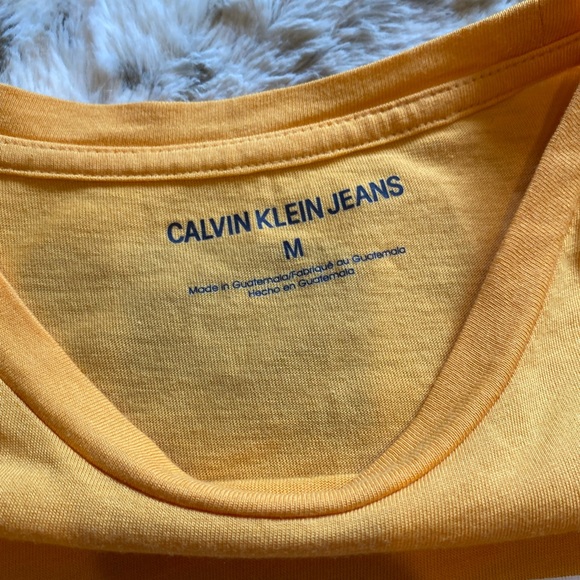 CALVIN KLEIN JEANS
M
Made in Guatemala/Fabriqué au Guatemala
Hecho en Guatemala